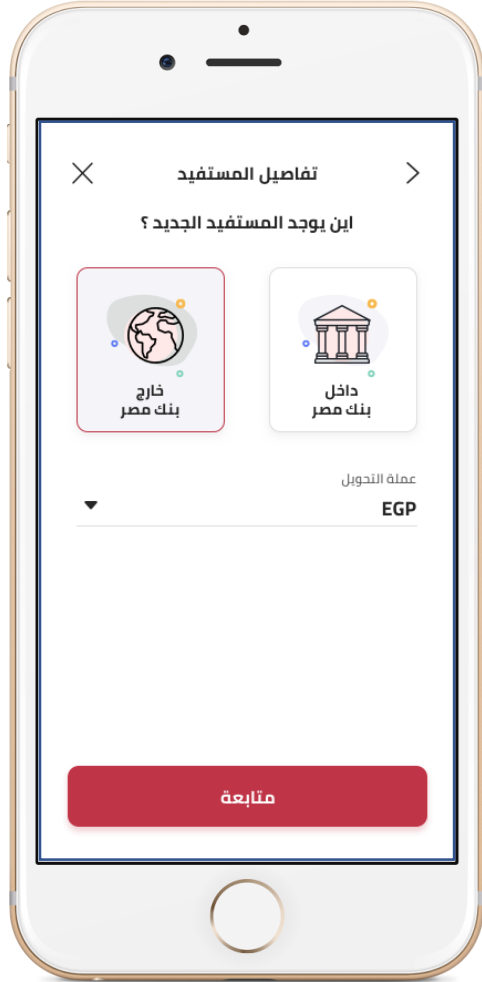 تفاصيل المستفيد
اين يوجد المستفيد الجديد ؟
داخل
بنك مصر
خارج
بنك مصر
عملة التحويل
EGP
متابعة